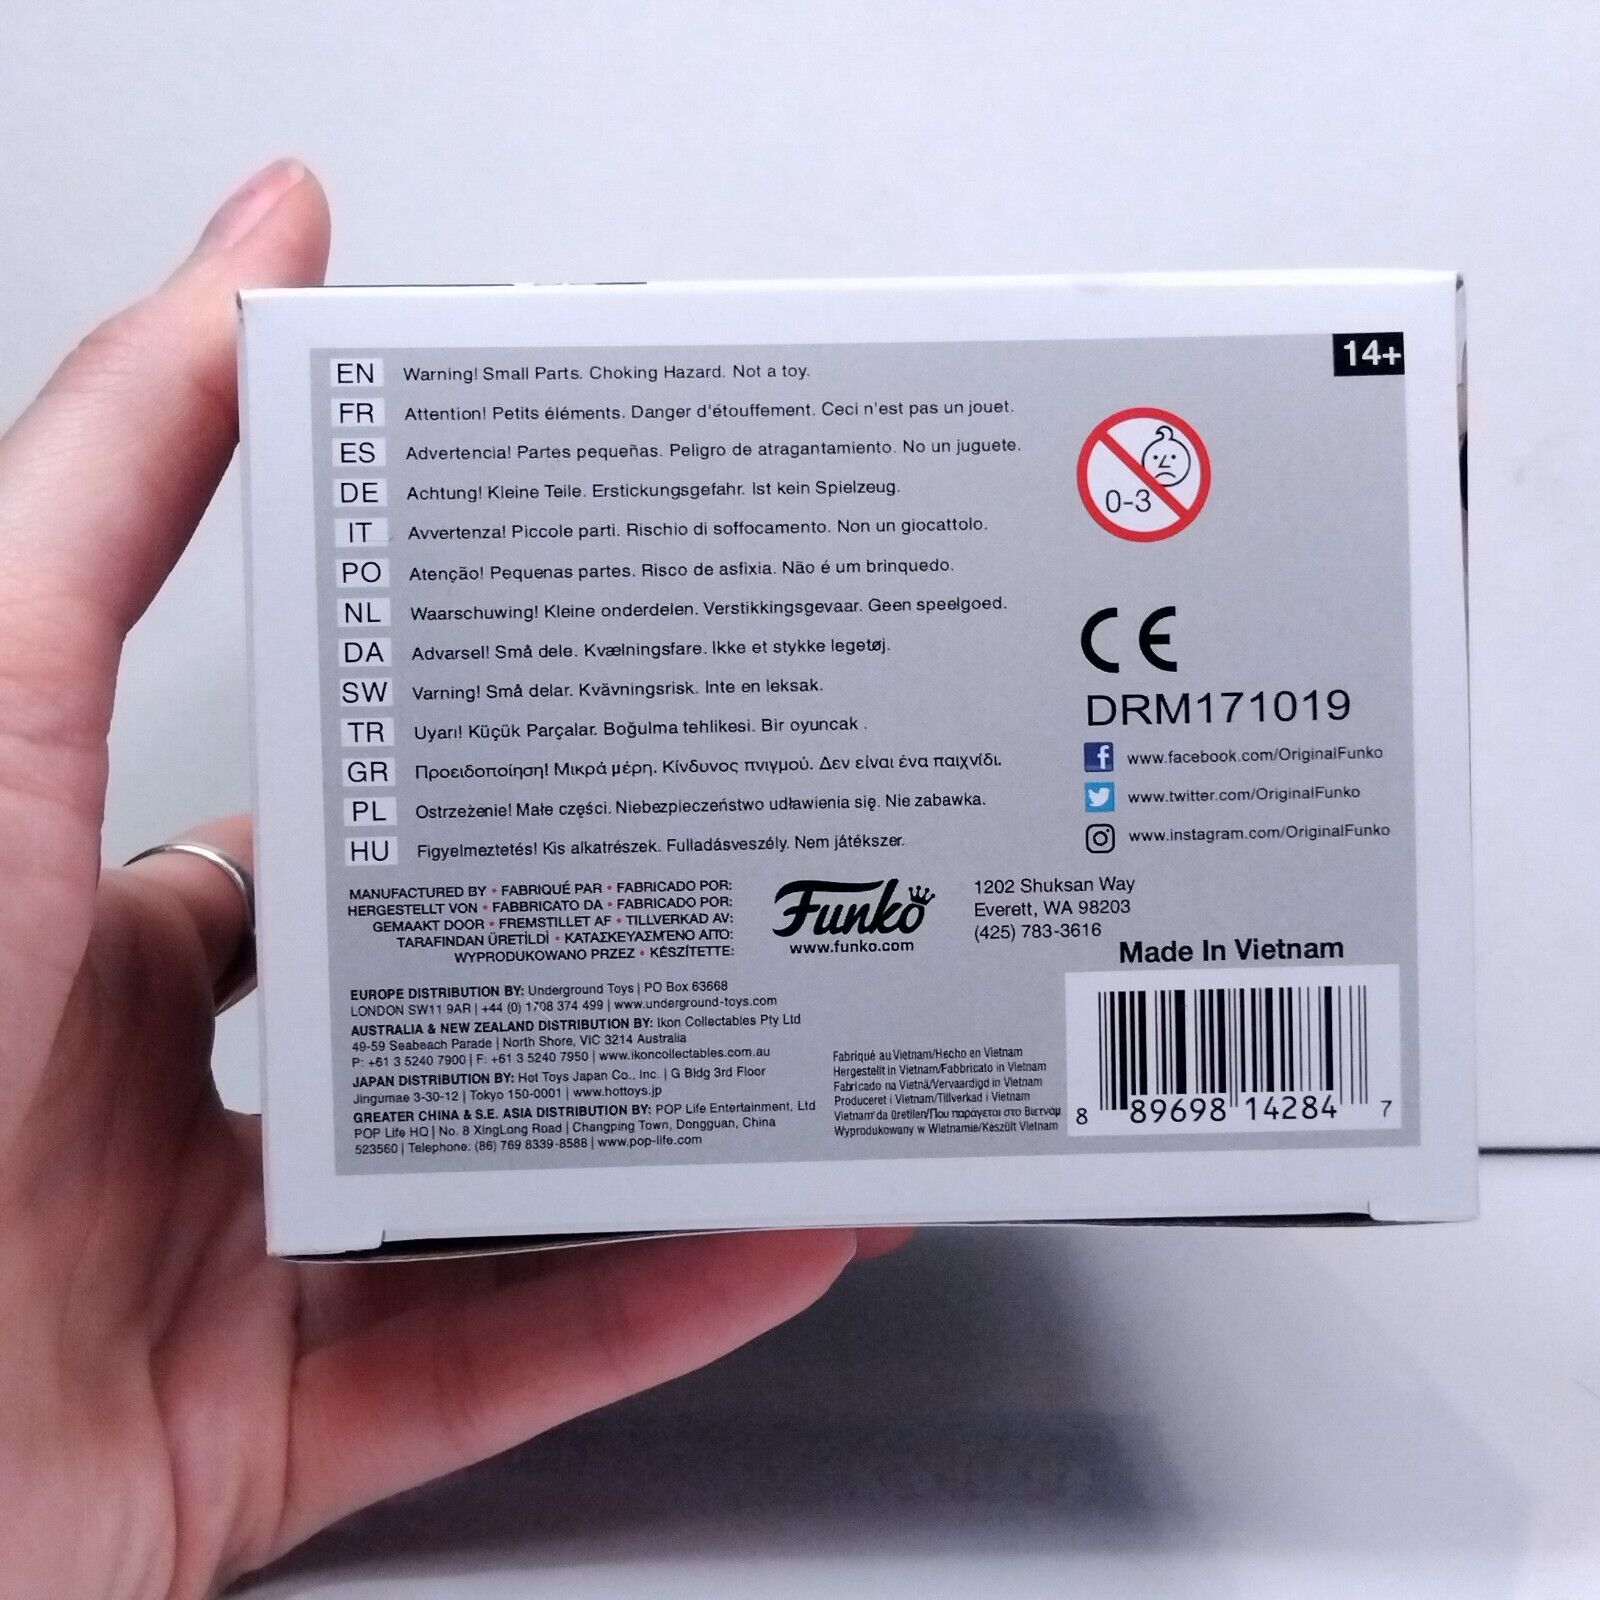 14+
EN Warning! Small Parts. Choking Hazard. Not a toy.
FR Attention! Petits éléments. Danger d'étouffement. Ceci n'est pas un jouet.
ES Advertencia! Partes pequeñas. Peligro de atragantamiento. No un juguete.
DE Achtung! Kleine Teile. Erstickungsgefahr. Ist kein Spielzeug.
IT Avvertenza! Piccole parti. Rischio di soffocamento. Non un giocattolo.
PO Atenção! Pequenas partes. Risco de asfixia. Não é um brinquedo.
NL Waarschuwing! Kleine onderdelen. Verstikkingsgevaar. Geen speelgoed.
DA Advarsel! Små dele. Kvælningsfare. Ikke et stykke legetøj.
SW Varning! Små delar. Kvävningsrisk. Inte en leksak.
TR Uyarı! Küçük Parçalar. Boğulma tehlikesi. Bir oyuncak .
GR Προειδοποίηση! Μικρά μέρη. Κίνδυνος πνιγμού. Δεν είναι ένα παιχνίδι.
PL Ostrzeżenie! Małe części. Niebezpieczeństwo udławienia się. Nie zabawka.
HU Figyelmeztetés! Kis alkatrészek. Fulladásveszély. Nem játékszer.
0-3
CE
DRM171019
www.facebook.com/OriginalFunko
www.twitter.com/OriginalFunko
www.instagram.com/OriginalFunko
MANUFACTURED BY • FABRIQUÉ PAR • FABRICADO POR:
HERGESTELLT VON • FABBRICATO DA • FABRICADO POR:
GEMAAKT DOOR • FREMSTILLET AF • TILLVERKAD AV:
TARAFINDAN ÜRETİLDİ • ΚΑΤΑΣΚΕΥΑΣΜΈΝΟ ΑΠΌ:
WYPRODUKOWANO PRZEZ • KÉSZÍTETTE:
Funko
www.funko.com
1202 Shuksan Way
Everett, WA 98203
(425) 783-3616
Made In Vietnam
EUROPE DISTRIBUTION BY: Underground Toys | PO Box 63668
LONDON SW11 9AR | +44 (0) 1708 374 499 | www.underground-toys.com
AUSTRALIA & NEW ZEALAND DISTRIBUTION BY: Ikon Collectables Pty Ltd
49-59 Seabeach Parade | North Shore, VIC 3214 Australia
P: +61 3 5240 7900 | F: +61 3 5240 7950 | www.ikoncollectables.com.au
JAPAN DISTRIBUTION BY: Hot Toys Japan Co., Inc. | G Bldg 3rd Floor
Jingumae 3-30-12 | Tokyo 150-0001 | www.hottoys.jp
GREATER CHINA & S.E. ASIA DISTRIBUTION BY: POP Life Entertainment, Ltd
POP Life HQ | No. 8 XingLong Road | Changping Town, Dongguan, China
523560 | Telephone: (86) 769 8339-8588 | www.pop-life.com
Fabriqué au Vietnam/Hecho en Vietnam
Hergestellt in Vietnam/Fabbricato in Vietnam
Fabricado na Vietnã/Vervaardigd in Vietnam
Produceret i Vietnam/Tillverkad i Vietnam
Vietnam'da üretilen/Που παράγεται στο Βιετνάμ
Wyprodukowany w Wietnamie/Készült Vietnam
8 89698 14284 7